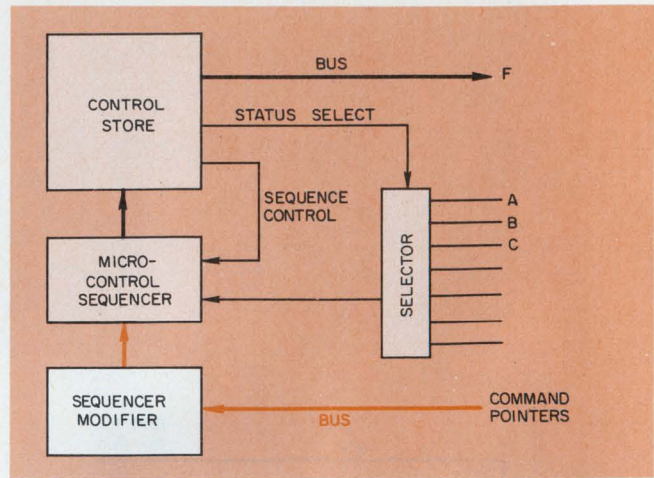 BUS
F
CONTROL
STORE
STATUS SELECT
SEQUENCE
CONTROL
A
B
C
SELECTOR
MICRO-
CONTROL
SEQUENCER
SEQUENCER
MODIFIER
BUS
COMMAND
POINTERS